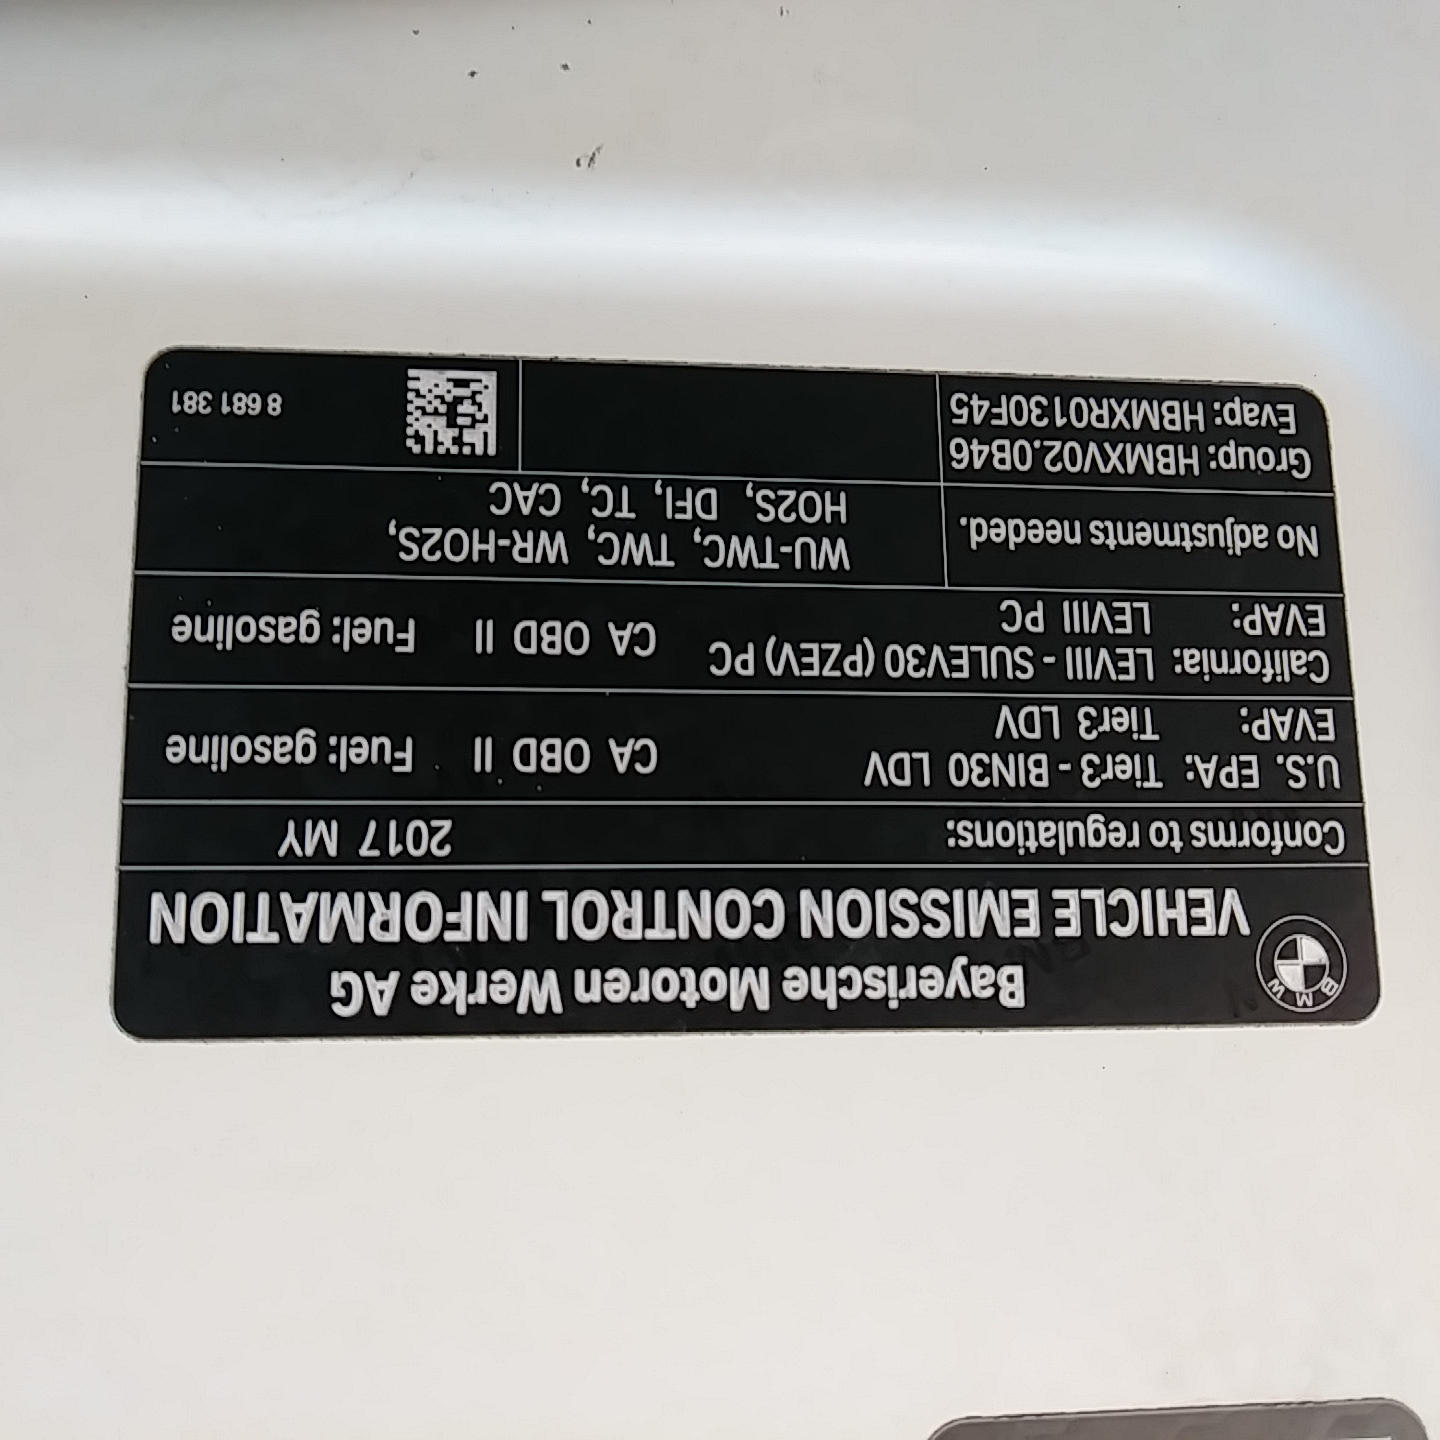 BMW
Bayerische Motoren Werke AG
VEHICLE EMISSION CONTROL INFORMATION
Conforms to regulations: 2017 MY
U.S. EPA: Tier3 - BIN30 LDV CA OBD II Fuel: gasoline
EVAP: Tier3 LDV
California: LEVIII - SULEV30 (PZEV) PC CA OBD II Fuel: gasoline
EVAP: LEVIII PC
No adjustments needed.
WU-TWC, TWC, WR-HO2S,
HO2S, DFI, TC, CAC
Group: HBMXV02.0B46
Evap: HBMXR0130F45
8 681 381